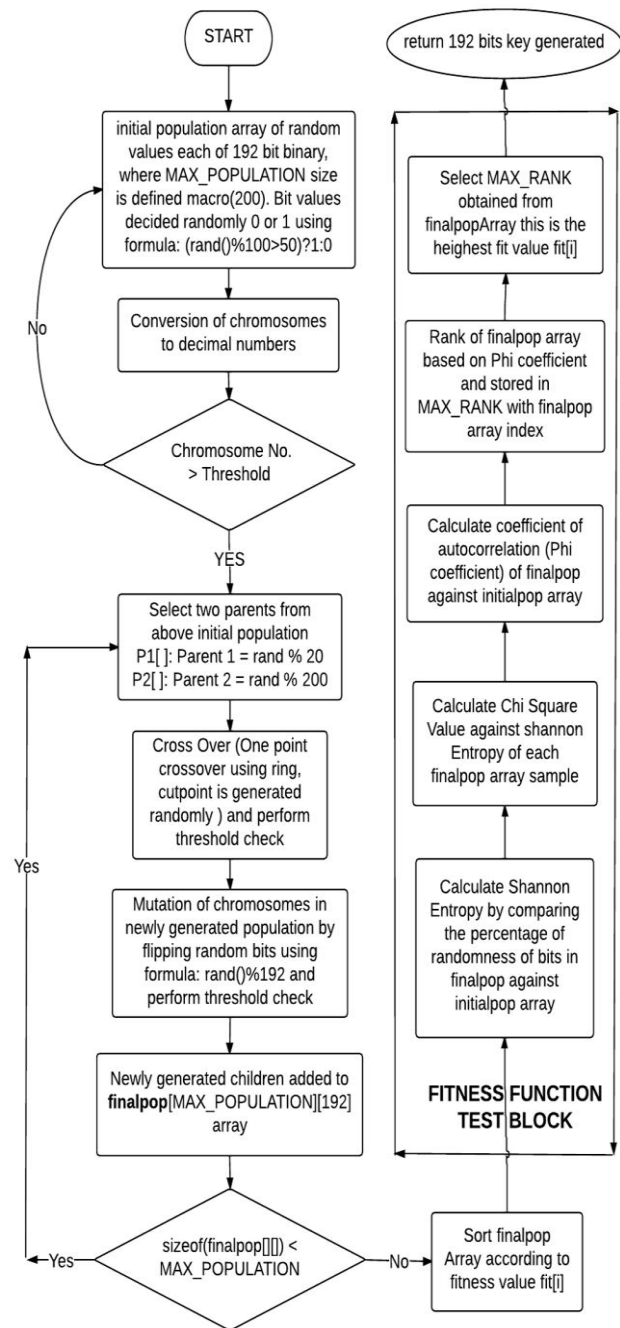 START
initial population array of random
values each of 192 bit binary,
where MAX_POPULATION size
is defined macro(200). Bit values
decided randomly 0 or 1 using
formula: (rand()%100>50)?1:0
No
Conversion of chromosomes
to decimal numbers
Chromosome No.
> Threshold
YES
Select two parents from
above initial population
P1[ ]: Parent 1 = rand % 20
P2[ ]: Parent 2 = rand % 200
Cross Over (One point
crossover using ring,
cutpoint is generated
randomly ) and perform
threshold check
Yes
Mutation of chromosomes in
newly generated population by
flipping random bits using
formula: rand()%192 and
perform threshold check
Newly generated children added to
finalpop[MAX_POPULATION][192]
array
sizeof(finalpop[][]) <
MAX_POPULATION
Yes
No
Sort finalpop
Array according to
fitness value fit[i]
FITNESS FUNCTION
TEST BLOCK
Calculate Shannon
Entropy by comparing
the percentage of
randomness of bits in
finalpop against
initialpop array
Calculate Chi Square
Value against shannon
Entropy of each
finalpop array sample
Calculate coefficient of
autocorrelation (Phi
coefficient) of finalpop
against initialpop array
Rank of finalpop array
based on Phi coefficient
and stored in
MAX_RANK with finalpop
array index
Select MAX_RANK
obtained from
finalpopArray this is the
heighest fit value fit[i]
return 192 bits key generated